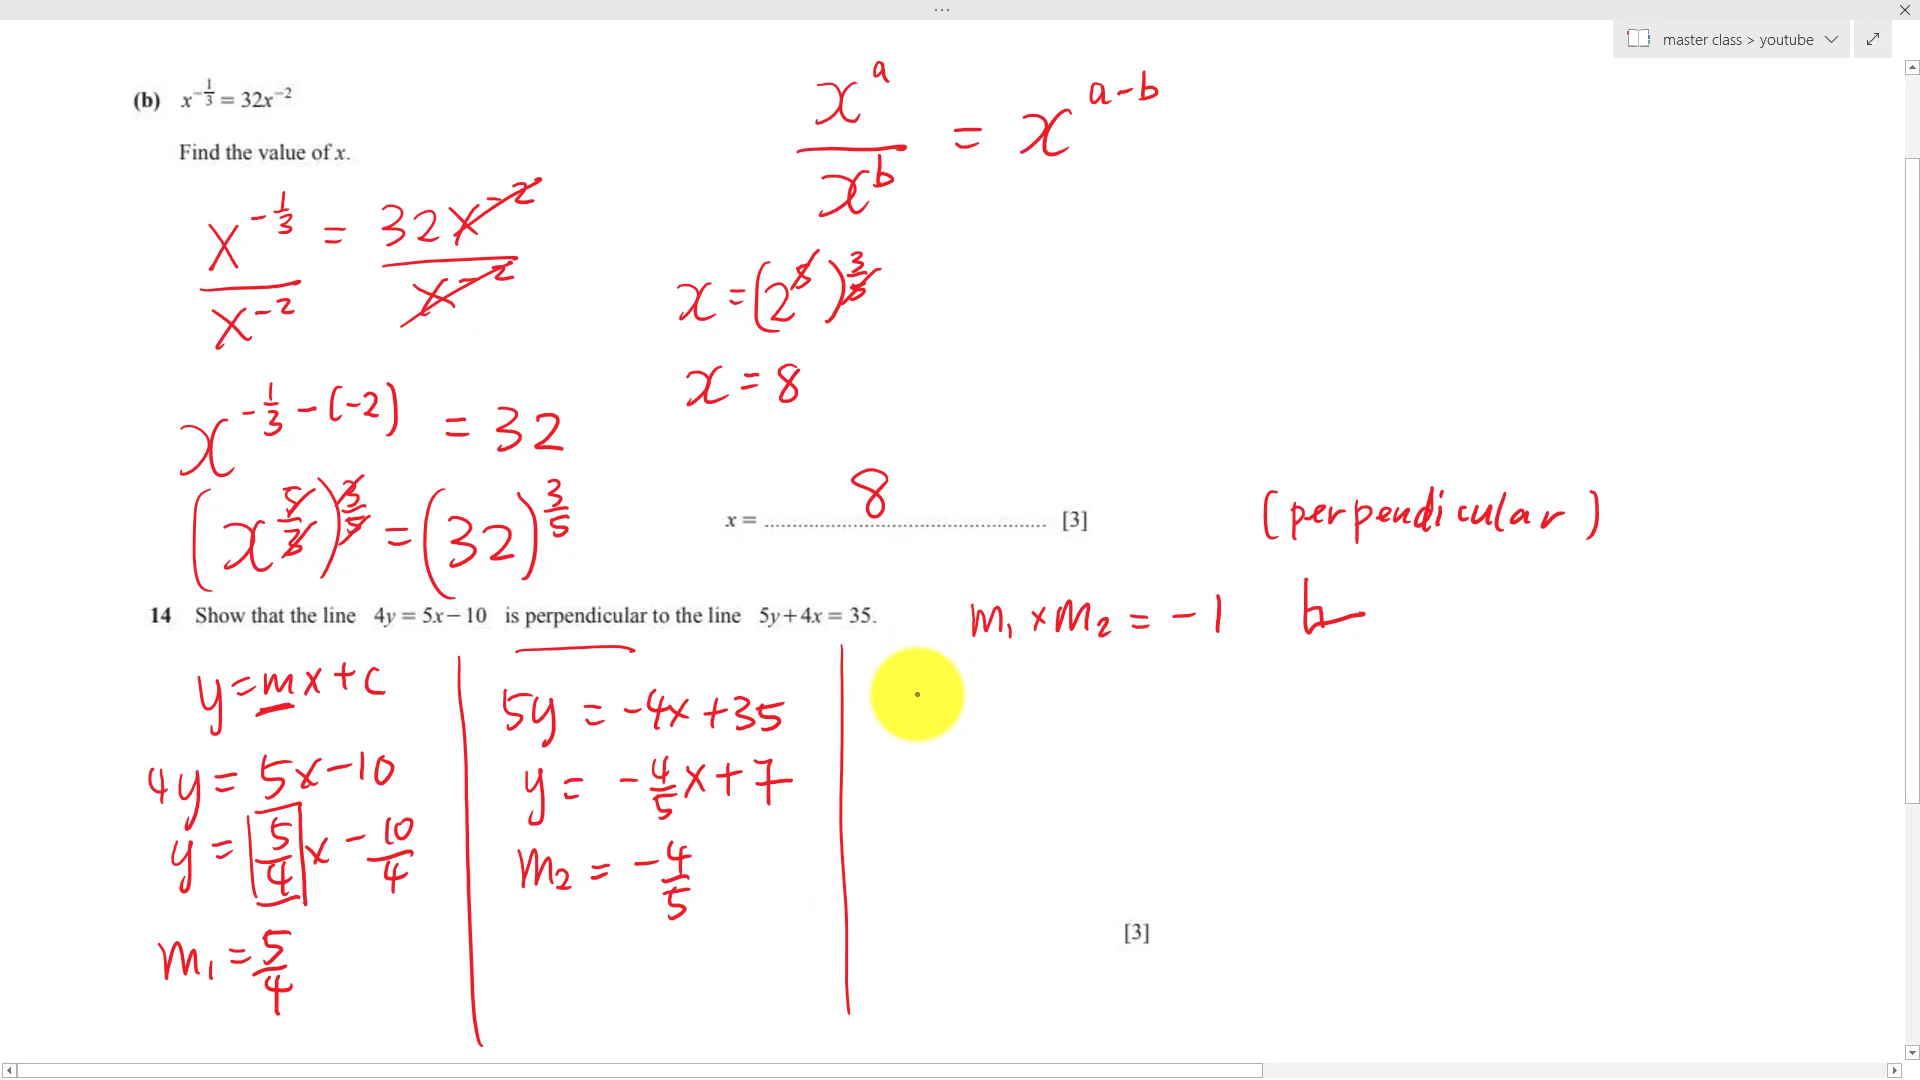 master class > youtube
(b) x^{-1/3} = 32x^{-2}
Find the value of x.
x^a / x^b = x^{a-b}
x^{-1/3} / x^{-2} = 32x^{-2} / x^{-2}
x^{-1/3-(-2)} = 32
(x^{5/3})^{3/5} = (32)^{3/5}
x = (2^5)^{3/5}
x = 8
x = 8 [3]
(perpendicular)
14 Show that the line 4y = 5x – 10 is perpendicular to the line 5y + 4x = 35.
m₁ × m₂ = -1
y = mx + c
4y = 5x - 10
y = 5/4 x - 10/4
m₁ = 5/4
5y = -4x + 35
y = -4/5 x + 7
m₂ = -4/5
[3]